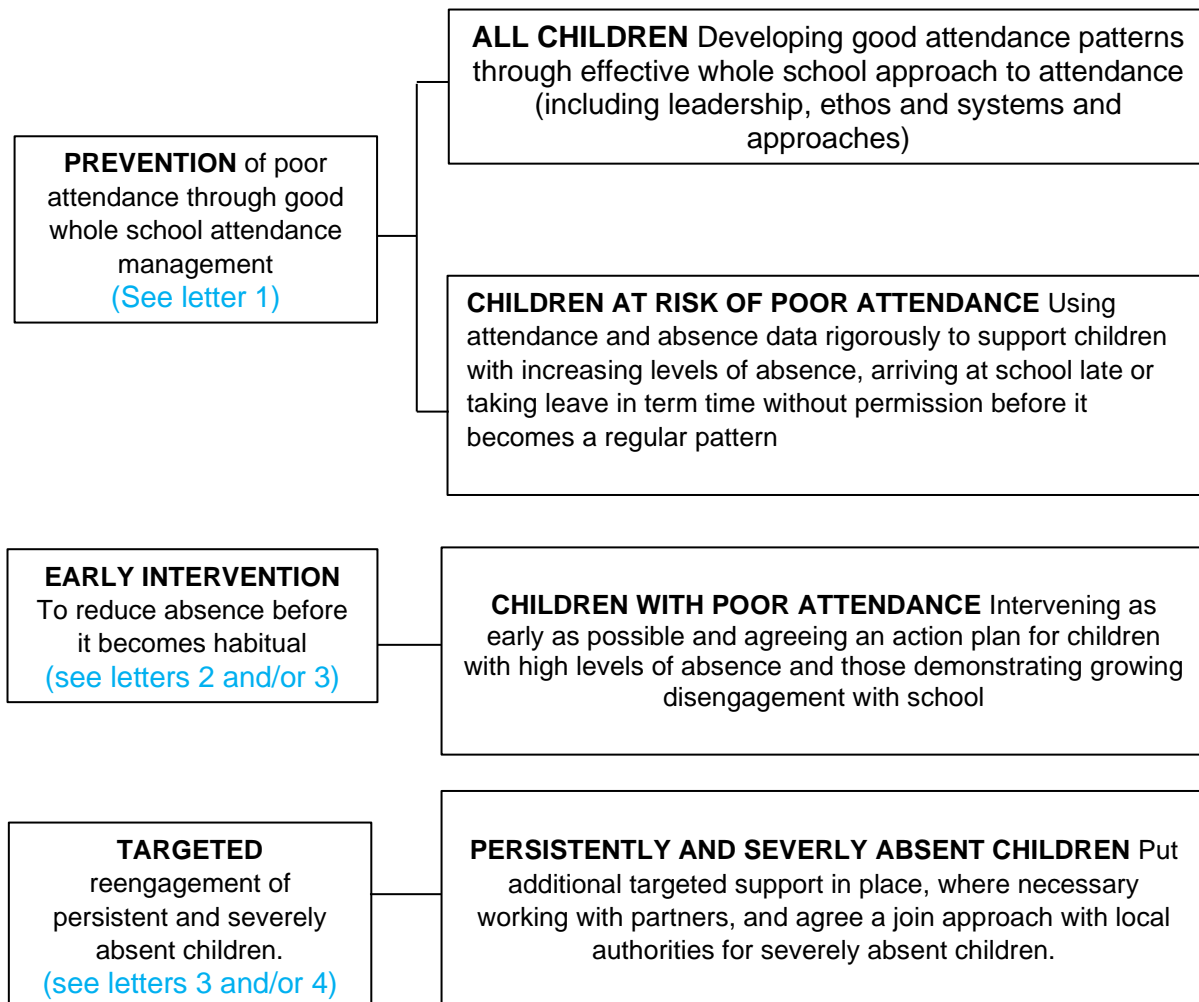 PREVENTION of poor
attendance through good
whole school attendance
management
(See letter 1)
ALL CHILDREN Developing good attendance patterns
through effective whole school approach to attendance
(including leadership, ethos and systems and
approaches)
CHILDREN AT RISK OF POOR ATTENDANCE Using
attendance and absence data rigorously to support children
with increasing levels of absence, arriving at school late or
taking leave in term time without permission before it
becomes a regular pattern
EARLY INTERVENTION
To reduce absence before
it becomes habitual
(see letters 2 and/or 3)
CHILDREN WITH POOR ATTENDANCE Intervening as
early as possible and agreeing an action plan for children
with high levels of absence and those demonstrating growing
disengagement with school
TARGETED
reengagement of
persistent and severely
absent children.
(see letters 3 and/or 4)
PERSISTENTLY AND SEVERLY ABSENT CHILDREN Put
additional targeted support in place, where necessary
working with partners, and agree a join approach with local
authorities for severely absent children.